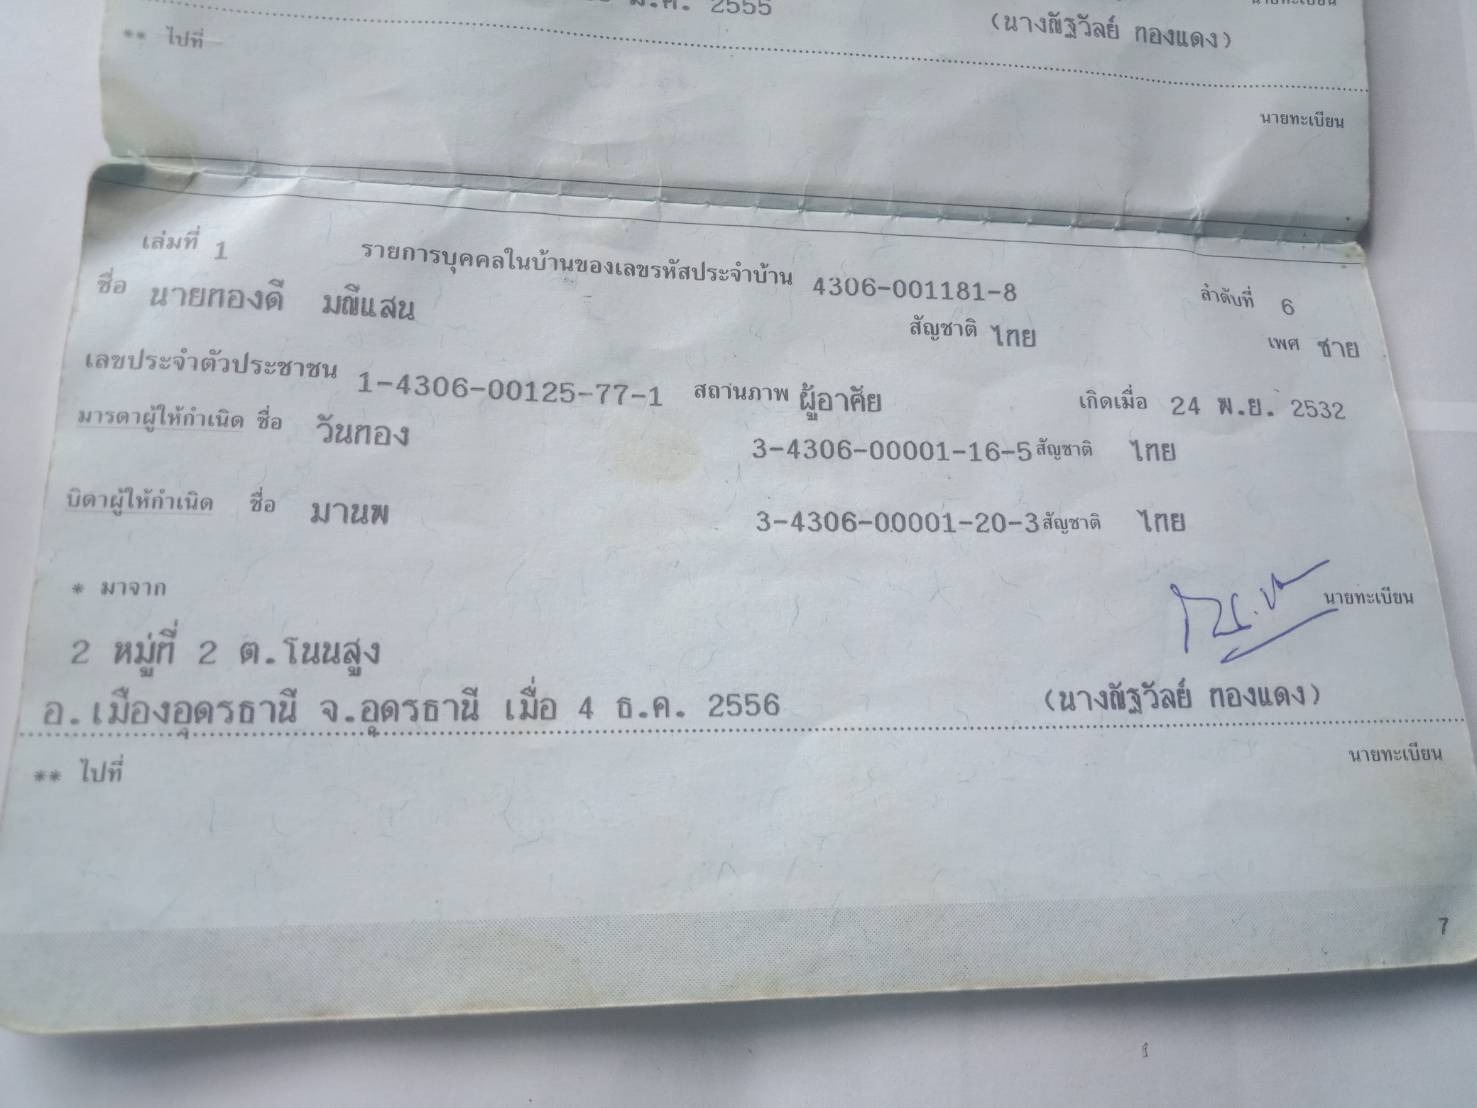 2555
(นางณัฐวัลย์ ทองแดง)
** ไปที่
นายทะเบียน
เล่มที่ 1 รายการบุคคลในบ้านของเลขรหัสประจำบ้าน 4306-001181-8 ลำดับที่ 6
ชื่อ นายทองดี มณีแสน สัญชาติ ไทย เพศ ชาย
เลขประจำตัวประชาชน 1-4306-00125-77-1 สถานภาพ ผู้อาศัย เกิดเมื่อ 24 พ.ย. 2532
มารดาผู้ให้กำเนิด ชื่อ วันทอง 3-4306-00001-16-5 สัญชาติ ไทย
บิดาผู้ให้กำเนิด ชื่อ มานพ 3-4306-00001-20-3 สัญชาติ ไทย
* มาจาก
นายทะเบียน
2 หมู่ที่ 2 ต.โนนสูง
อ.เมืองอุดรธานี จ.อุดรธานี เมื่อ 4 ธ.ค. 2556 (นางณัฐวัลย์ ทองแดง)
** ไปที่
นายทะเบียน
7